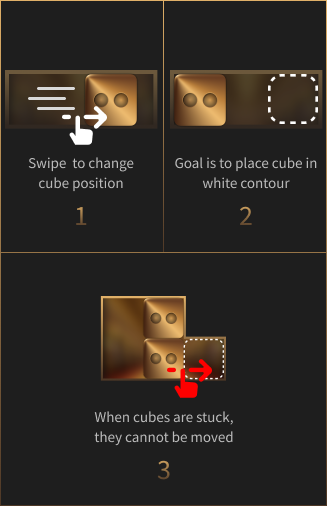 Swipe to change
cube position
1
Goal is to place cube in
white contour
2
When cubes are stuck,
they cannot be moved
3